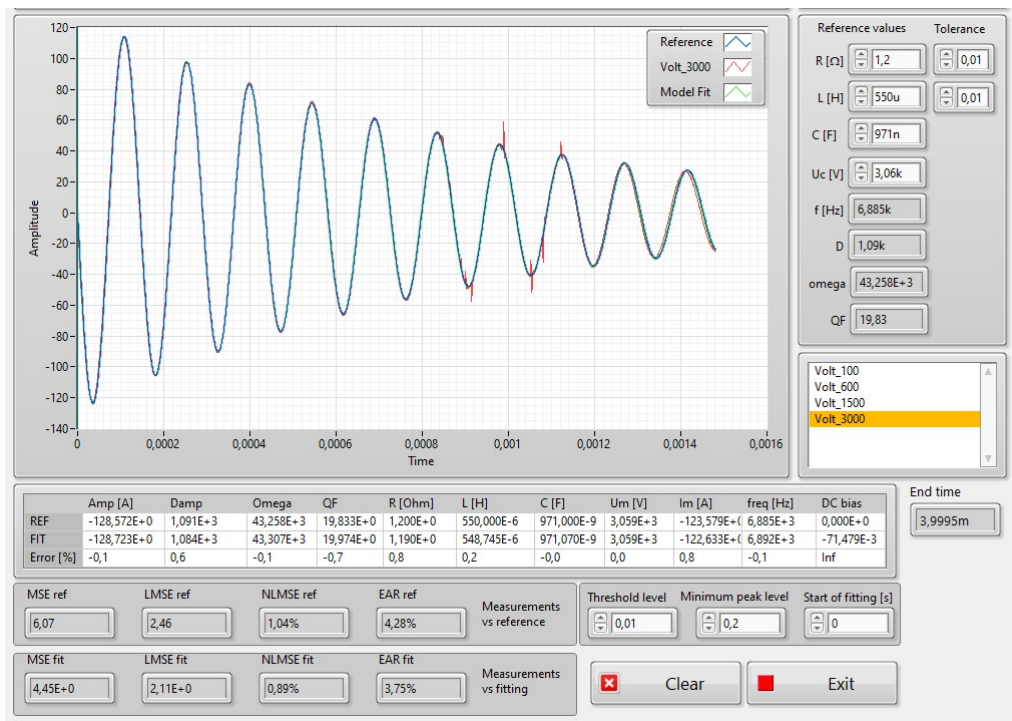 120
100
80
60
40
20
0
-20
-40
-60
-80
-100
-120
-140
Amplitude
0 0,0002 0,0004 0,0006 0,0008 0,001 0,0012 0,0014 0,0016
Time
Reference
Volt_3000
Model Fit
Reference values Tolerance
R [Ω] 1,2 0,01
L [H] 550u 0,01
C [F] 971n
Uc [V] 3,06k
f [Hz] 6,885k
D 1,09k
omega 43,258E+3
QF 19,83
Volt_100
Volt_600
Volt_1500
Volt_3000
Amp [A] Damp Omega QF R [Ohm] L [H] C [F] Um [V] Im [A] freq [Hz] DC bias
REF -128,572E+0 1,091E+3 43,258E+3 19,833E+0 1,200E+0 550,000E-6 971,000E-9 3,059E+3 -123,579E+( 6,885E+3 0,000E+0
FIT -128,723E+0 1,084E+3 43,307E+3 19,974E+0 1,190E+0 548,745E-6 971,070E-9 3,059E+3 -122,633E+( 6,892E+3 -71,479E-3
Error [%] -0,1 0,6 -0,1 -0,7 0,8 0,2 -0,0 0,0 0,8 -0,1 Inf
End time
3,9995m
MSE ref LMSE ref NLMSE ref EAR ref
6,07 2,46 1,04% 4,28%
Measurements
vs reference
Threshold level Minimum peak level Start of fitting [s]
0,01 0,2 0
MSE fit LMSE fit NLMSE fit EAR fit
4,45E+0 2,11E+0 0,89% 3,75%
Measurements
vs fitting
Clear
Exit